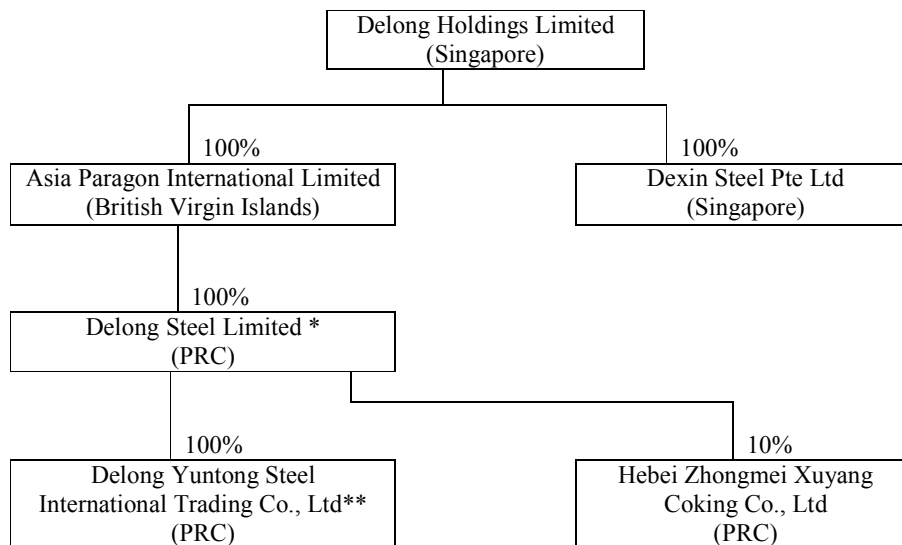 Delong Holdings Limited
(Singapore)
100%
100%
Asia Paragon International Limited
(British Virgin Islands)
Dexin Steel Pte Ltd
(Singapore)
100%
Delong Steel Limited *
(PRC)
100%
10%
Delong Yuntong Steel
International Trading Co., Ltd**
(PRC)
Hebei Zhongmei Xuyang
Coking Co., Ltd
(PRC)